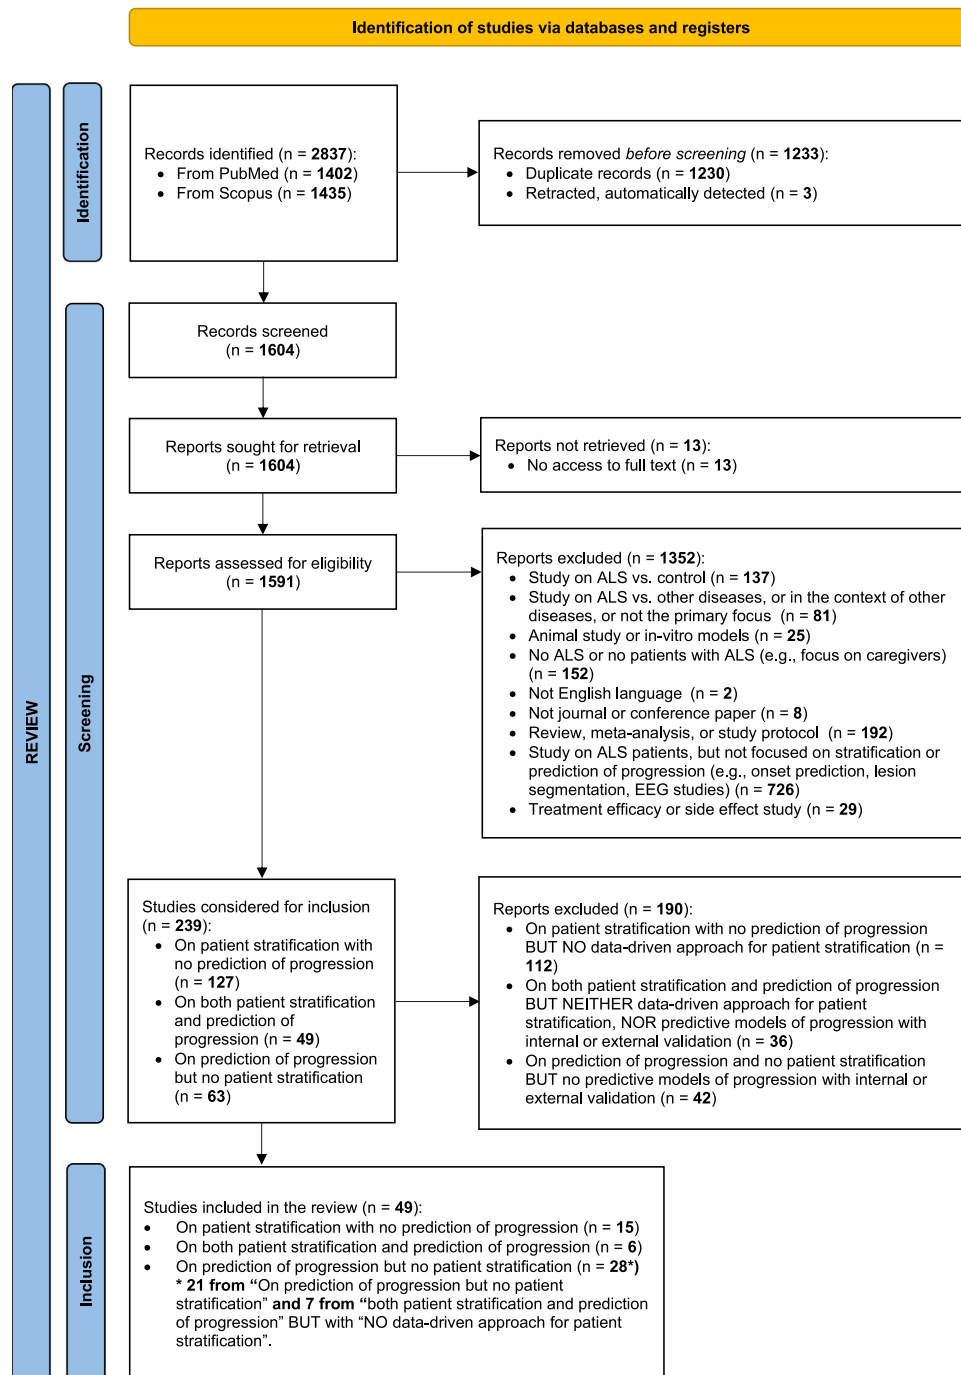 Identification of studies via databases and registers
REVIEW
Identification
Records identified (n = 2837):
• From PubMed (n = 1402)
• From Scopus (n = 1435)
Records removed before screening (n = 1233):
• Duplicate records (n = 1230)
• Retracted, automatically detected (n = 3)
Screening
Records screened
(n = 1604)
Reports sought for retrieval
(n = 1604)
Reports not retrieved (n = 13):
• No access to full text (n = 13)
Reports assessed for eligibility
(n = 1591)
Reports excluded (n = 1352):
• Study on ALS vs. control (n = 137)
• Study on ALS vs. other diseases, or in the context of other
diseases, or not the primary focus (n = 81)
• Animal study or in-vitro models (n = 25)
• No ALS or no patients with ALS (e.g., focus on caregivers)
(n = 152)
• Not English language (n = 2)
• Not journal or conference paper (n = 8)
• Review, meta-analysis, or study protocol (n = 192)
• Study on ALS patients, but not focused on stratification or
prediction of progression (e.g., onset prediction, lesion
segmentation, EEG studies) (n = 726)
• Treatment efficacy or side effect study (n = 29)
Studies considered for inclusion
(n = 239):
• On patient stratification with
no prediction of progression
(n = 127)
• On both patient stratification
and prediction of
progression (n = 49)
• On prediction of progression
but no patient stratification
(n = 63)
Reports excluded (n = 190):
• On patient stratification with no prediction of progression
BUT NO data-driven approach for patient stratification (n =
112)
• On both patient stratification and prediction of progression
BUT NEITHER data-driven approach for patient
stratification, NOR predictive models of progression with
internal or external validation (n = 36)
• On prediction of progression and no patient stratification
BUT no predictive models of progression with internal or
external validation (n = 42)
Inclusion
Studies included in the review (n = 49):
• On patient stratification with no prediction of progression (n = 15)
• On both patient stratification and prediction of progression (n = 6)
• On prediction of progression but no patient stratification (n = 28*)
* 21 from “On prediction of progression but no patient
stratification” and 7 from “both patient stratification and prediction
of progression” BUT with “NO data-driven approach for patient
stratification”.